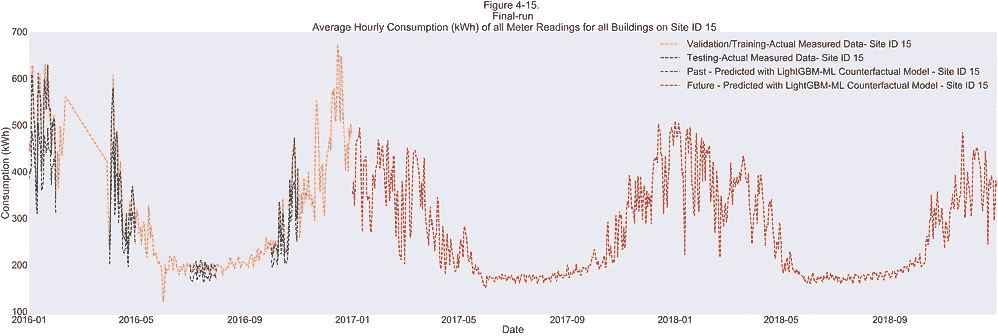 Figure 4-15.
Final-run
Average Hourly Consumption (kWh) of all Meter Readings for all Buildings on Site ID 15
700
600
500
400
300
200
100
Consumption (kWh)
Validation/Training-Actual Measured Data- Site ID 15
Testing-Actual Measured Data- Site ID 15
Past - Predicted with LightGBM-ML Counterfactual Model - Site ID 15
Future - Predicted with LightGBM-ML Counterfactual Model - Site ID 15
2016-01 2016-05 2016-09 2017-01 2017-05 2017-09 2018-01 2018-05 2018-09
Date